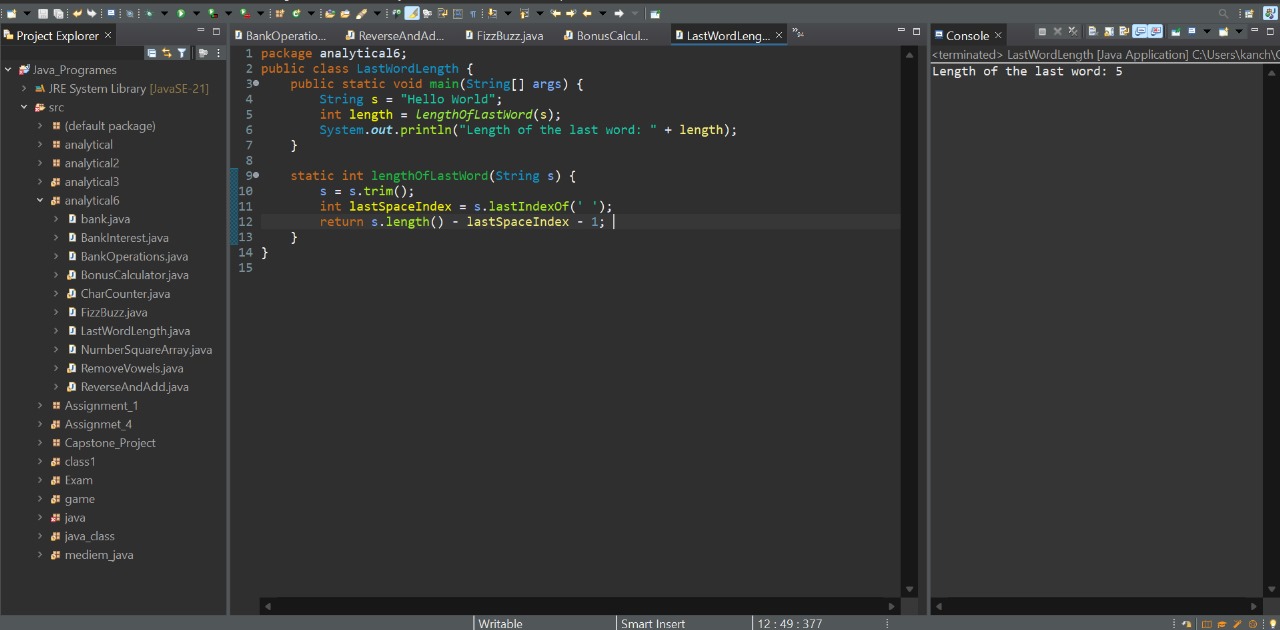 BankOperatio...
ReverseAndAd...
FizzBuzz.java
BonusCalcul...
LastWordLeng...
Project Explorer
Java_Programes
JRE System Library [JavaSE-21]
src
(default package)
analytical
analytical2
analytical3
analytical6
bank.java
BankInterest.java
BankOperations.java
BonusCalculator.java
CharCounter.java
FizzBuzz.java
LastWordLength.java
NumberSquareArray.java
RemoveVowels.java
ReverseAndAdd.java
Assignment_1
Assignmet_4
Capstone_Project
class1
Exam
game
java
java_class
mediem_java
1 package analytical6;
2 public class LastWordLength {
3 public static void main(String[] args) {
4 String s = "Hello World";
5 int length = lengthOfLastWord(s);
6 System.out.println("Length of the last word: " + length);
7 }
8
9 static int lengthOfLastWord(String s) {
10 s = s.trim();
11 int lastSpaceIndex = s.lastIndexOf(' ');
12 return s.length() - lastSpaceIndex - 1;
13 }
14 }
15
Console
<terminated> LastWordLength [Java Application] C:\Users\kanch\
Length of the last word: 5
Writable
Smart Insert
12 : 49 : 377